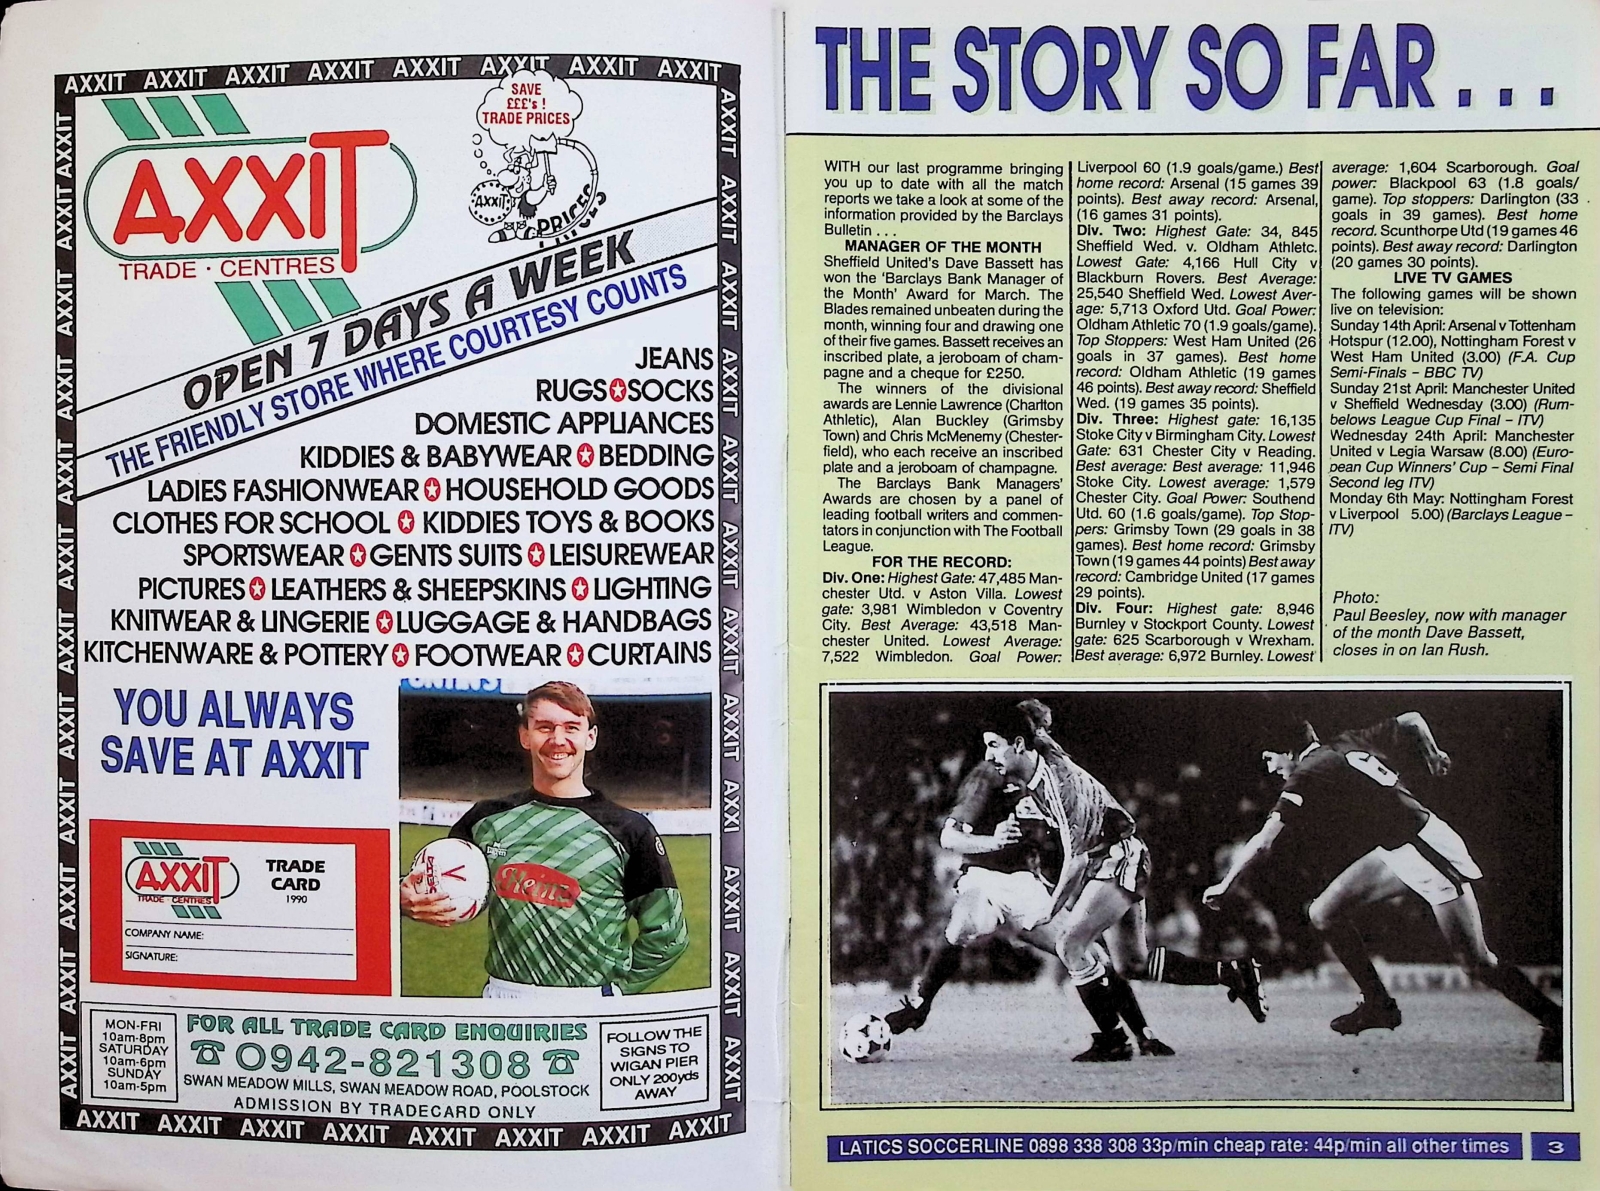 AXXIT AXXIT AXXIT AXXIT AXXIT AXXIT AXXIT AXXIT
SAVE
£££'s !
TRADE PRICES
AXXIT
PRICES
AXXIT
TRADE · CENTRES
OPEN 7 DAYS A WEEK
THE FRIENDLY STORE WHERE COURTESY COUNTS
JEANS
RUGS SOCKS
DOMESTIC APPLIANCES
KIDDIES & BABYWEAR BEDDING
LADIES FASHIONWEAR HOUSEHOLD GOODS
CLOTHES FOR SCHOOL KIDDIES TOYS & BOOKS
SPORTSWEAR GENTS SUITS LEISUREWEAR
PICTURES LEATHERS & SHEEPSKINS LIGHTING
KNITWEAR & LINGERIE LUGGAGE & HANDBAGS
KITCHENWARE & POTTERY FOOTWEAR CURTAINS
YOU ALWAYS
SAVE AT AXXIT
Heinz
AXXIT
TRADE CENTRES
TRADE
CARD
1990
COMPANY NAME:
SIGNATURE:
MON-FRI
10am-8pm
SATURDAY
10am-6pm
SUNDAY
10am-5pm
FOR ALL TRADE CARD ENQUIRIES
☎ 0942-821308 ☎
SWAN MEADOW MILLS, SWAN MEADOW ROAD, POOLSTOCK
ADMISSION BY TRADECARD ONLY
FOLLOW THE
SIGNS TO
WIGAN PIER
ONLY 200yds
AWAY
AXXIT AXXIT AXXIT AXXIT AXXIT AXXIT AXXIT AXXIT
THE STORY SO FAR . . .
WITH our last programme bringing
you up to date with all the match
reports we take a look at some of the
information provided by the Barclays
Bulletin . . .
MANAGER OF THE MONTH
Sheffield United's Dave Bassett has
won the 'Barclays Bank Manager of
the Month' Award for March. The
Blades remained unbeaten during the
month, winning four and drawing one
of their five games. Bassett receives an
inscribed plate, a jeroboam of cham-
pagne and a cheque for £250.
The winners of the divisional
awards are Lennie Lawrence (Charlton
Athletic), Alan Buckley (Grimsby
Town) and Chris McMenemy (Chester-
field), who each receive an inscribed
plate and a jeroboam of champagne.
The Barclays Bank Managers'
Awards are chosen by a panel of
leading football writers and commen-
tators in conjunction with The Football
League.
FOR THE RECORD:
Div. One: Highest Gate: 47,485 Man-
chester Utd. v Aston Villa. Lowest
gate: 3,981 Wimbledon v Coventry
City. Best Average: 43,518 Man-
chester United. Lowest Average:
7,522 Wimbledon. Goal Power:
Liverpool 60 (1.9 goals/game.) Best
home record: Arsenal (15 games 39
points). Best away record: Arsenal,
(16 games 31 points).
Div. Two: Highest Gate: 34, 845
Sheffield Wed. v. Oldham Athletc.
Lowest Gate: 4,166 Hull City v
Blackburn Rovers. Best Average:
25,540 Sheffield Wed. Lowest Aver-
age: 5,713 Oxford Utd. Goal Power:
Oldham Athletic 70 (1.9 goals/game).
Top Stoppers: West Ham United (26
goals in 37 games). Best home
record: Oldham Athletic (19 games
46 points). Best away record: Sheffield
Wed. (19 games 35 points).
Div. Three: Highest gate: 16,135
Stoke City v Birmingham City. Lowest
Gate: 631 Chester City v Reading.
Best average: Best average: 11,946
Stoke City. Lowest average: 1,579
Chester City. Goal Power: Southend
Utd. 60 (1.6 goals/game). Top Stop-
pers: Grimsby Town (29 goals in 38
games). Best home record: Grimsby
Town (19 games 44 points) Best away
record: Cambridge United (17 games
29 points).
Div. Four: Highest gate: 8,946
Burnley v Stockport County. Lowest
gate: 625 Scarborough v Wrexham.
Best average: 6,972 Burnley. Lowest
average: 1,604 Scarborough. Goal
power: Blackpool 63 (1.8 goals/
game). Top stoppers: Darlington (33
goals in 39 games). Best home
record. Scunthorpe Utd (19 games 46
points). Best away record: Darlington
(20 games 30 points).
LIVE TV GAMES
The following games will be shown
live on television:
Sunday 14th April: Arsenal v Tottenham
Hotspur (12.00), Nottingham Forest v
West Ham United (3.00) (F.A. Cup
Semi-Finals – BBC TV)
Sunday 21st April: Manchester United
v Sheffield Wednesday (3.00) (Rum-
belows League Cup Final – ITV)
Wednesday 24th April: Manchester
United v Legia Warsaw (8.00) (Euro-
pean Cup Winners' Cup – Semi Final
Second leg ITV)
Monday 6th May: Nottingham Forest
v Liverpool 5.00) (Barclays League –
ITV)
Photo:
Paul Beesley, now with manager
of the month Dave Bassett,
closes in on Ian Rush.
6
LATICS SOCCERLINE 0898 338 308 33p/min cheap rate: 44p/min all other times
3